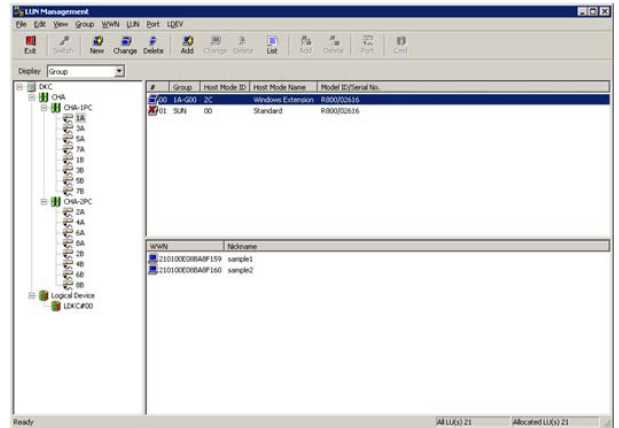 LUN Management
File Edit View Group WWN LUN Port LDEV
Exit Switch New Change Delete Add Change Delete List Add Delete Port Cmd
Display Group
DKC
CHA
CHA-1PC
1A
3A
5A
7A
1B
3B
5B
7B
CHA-2PC
2A
4A
6A
8A
2B
4B
6B
8B
Logical Device
LDKC#00
# Group Host Mode ID Host Mode Name Model ID/Serial No.
00 1A-G00 2C Windows Extension R800/02616
01 SUN 00 Standard R800/02616
WWN Nickname
210100E08BA8F159 sample1
210100E08BA8F160 sample2
Ready All LU(s) 21 Allocated LU(s) 21